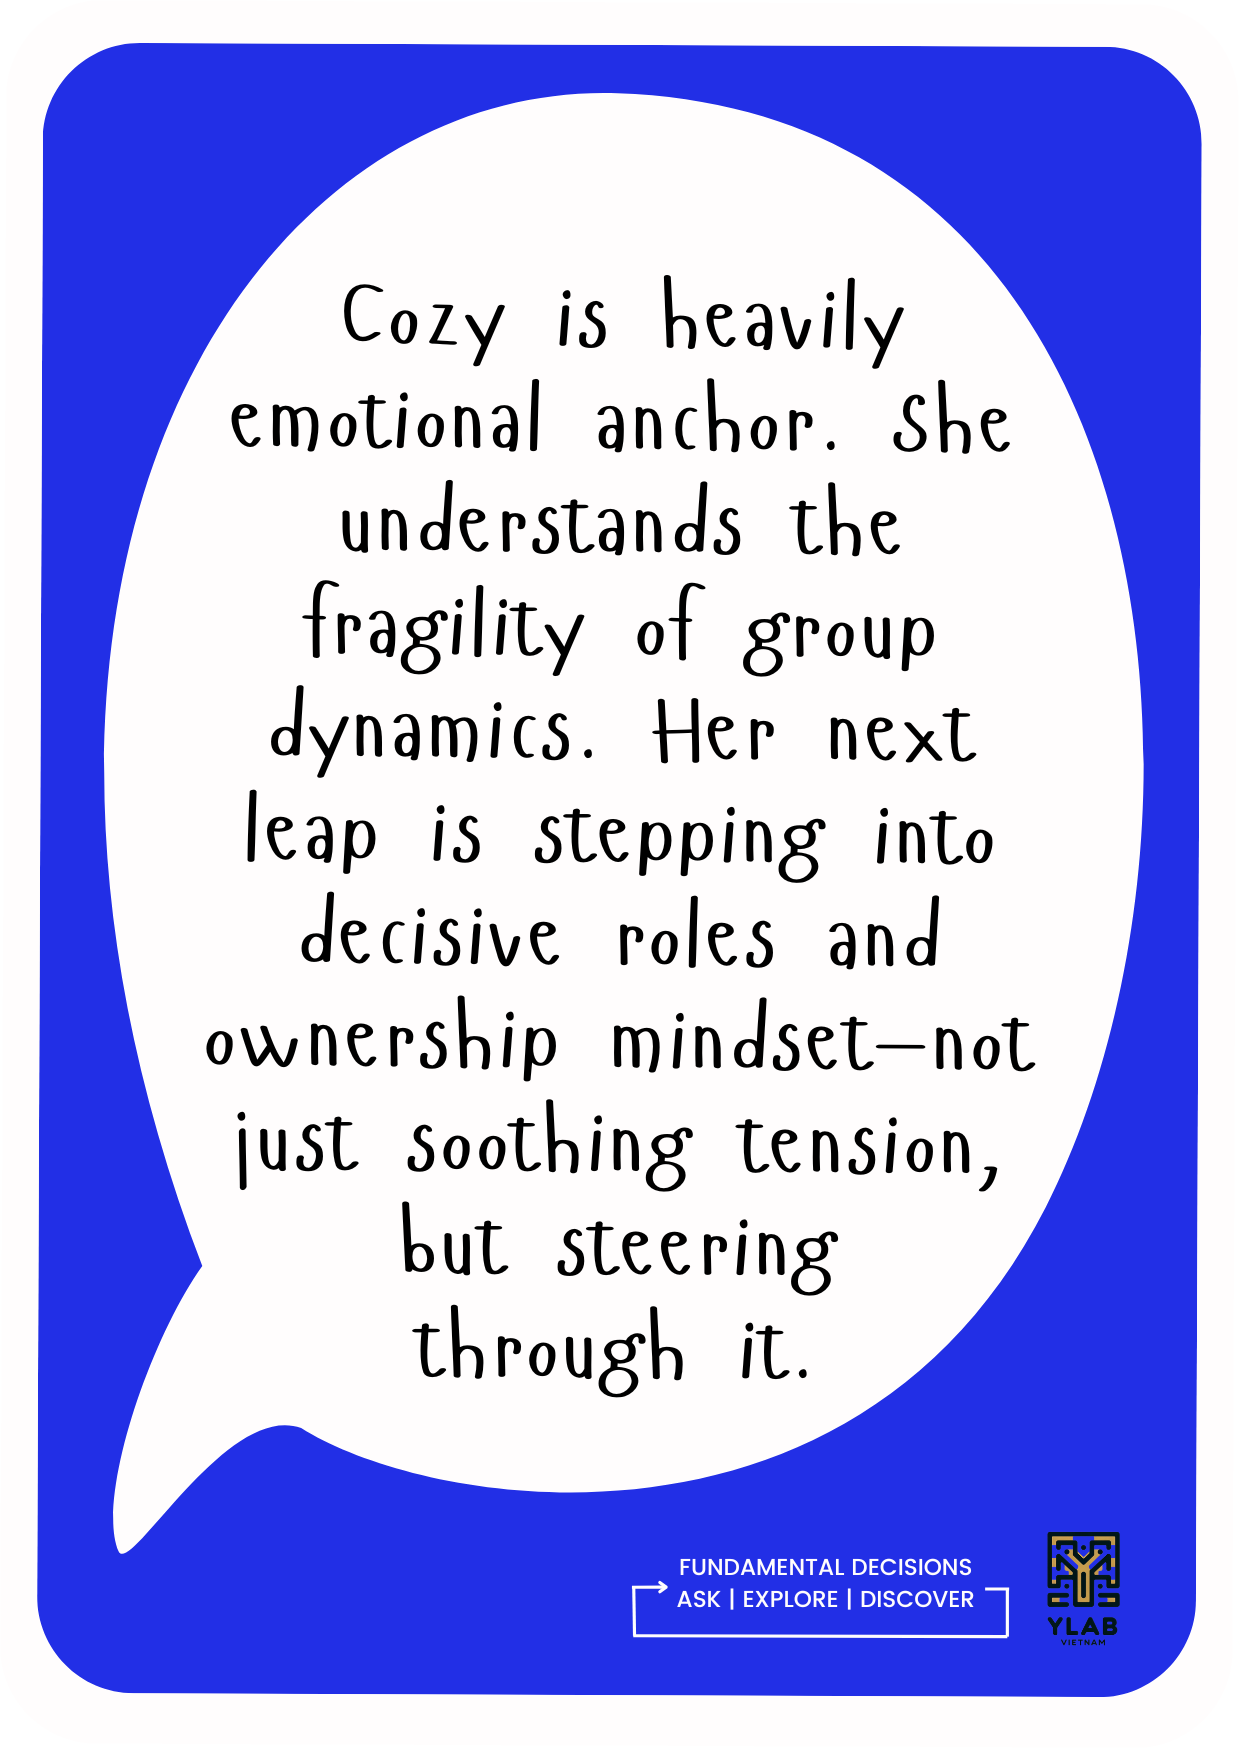 Cozy is heavily
emotional anchor. She
understands the
fragility of group
dynamics. Her next
leap is stepping into
decisive roles and
ownership mindset—not
just soothing tension,
but steering
through it.
FUNDAMENTAL DECISIONS
ASK | EXPLORE | DISCOVER
YLAB
VIETNAM